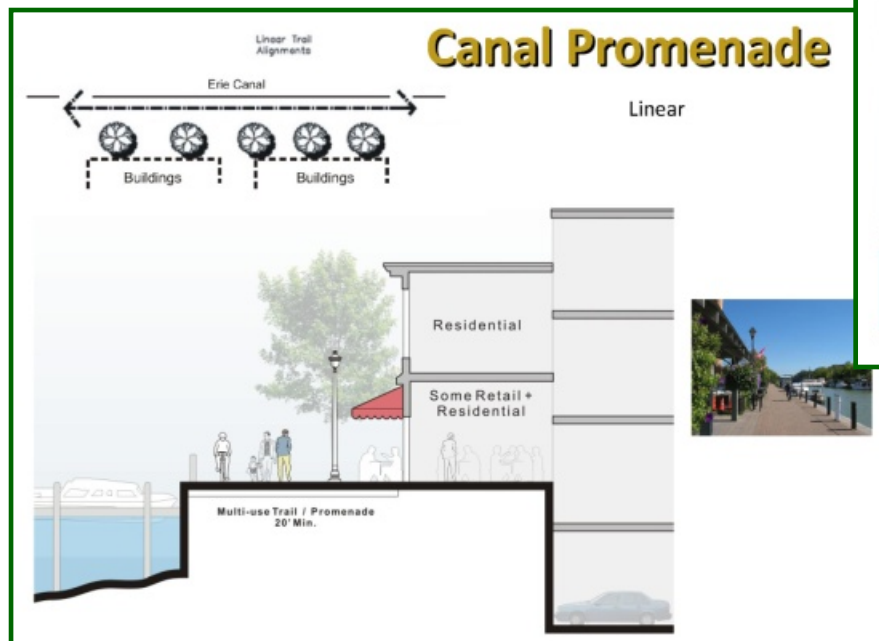 Linear Trail
Alignments
Canal Promenade
Erie Canal
Linear
Buildings
Buildings
Residential
Some Retail +
Residential
Multi-use Trail / Promenade
20' Min.